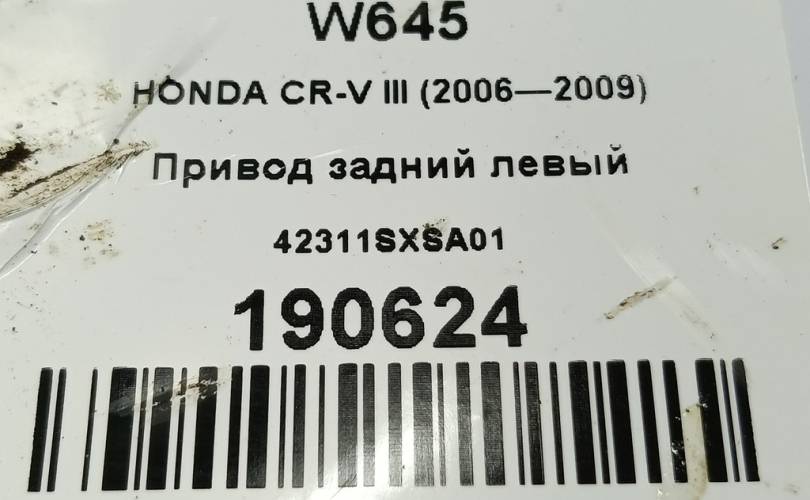 W645
HONDA CR-V III (2006—2009)
Привод задний левый
42311SXSA01
190624